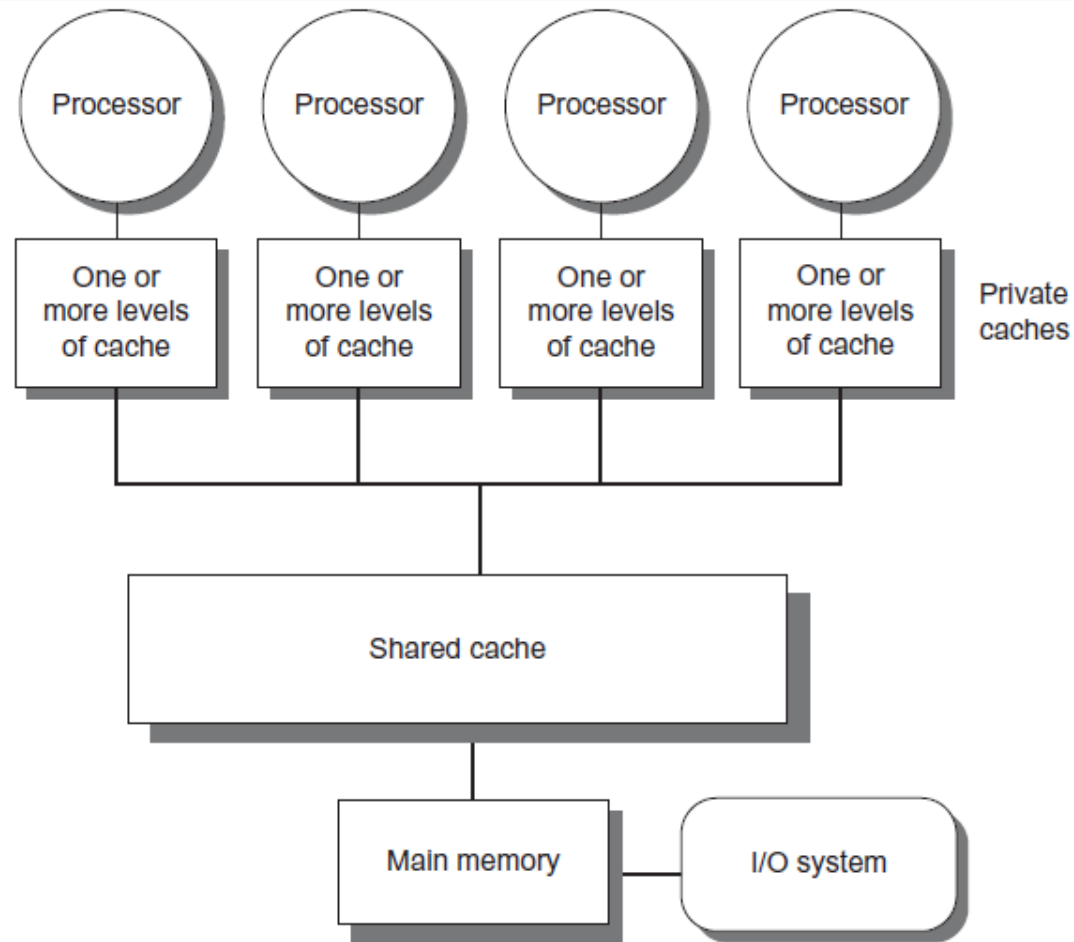 Processor
Processor
Processor
Processor
One or
more levels
of cache
One or
more levels
of cache
One or
more levels
of cache
One or
more levels
of cache
Private
caches
Shared cache
Main memory
I/O system